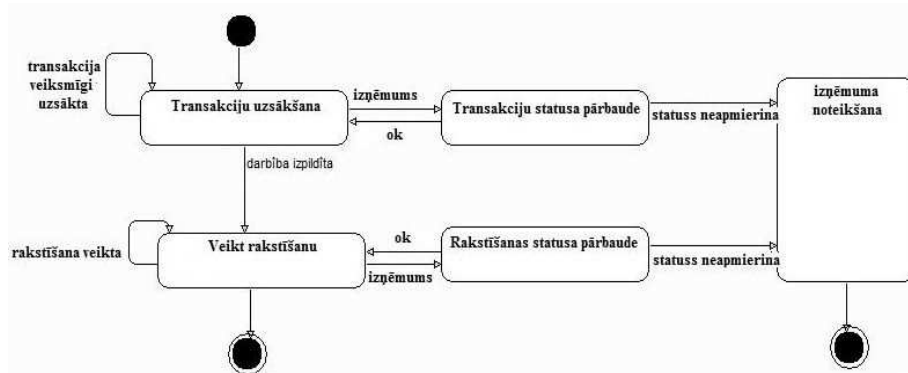 transakcija
veiksmīgi
uzsākta
Transakciju uzsākšana
izņēmums
ok
Transakciju statusa pārbaude
statuss neapmierina
izņēmuma
noteikšana
darbība izpildīta
rakstīšana veikta
Veikt rakstīšanu
ok
izņēmums
Rakstīšanas statusa pārbaude
statuss neapmierina